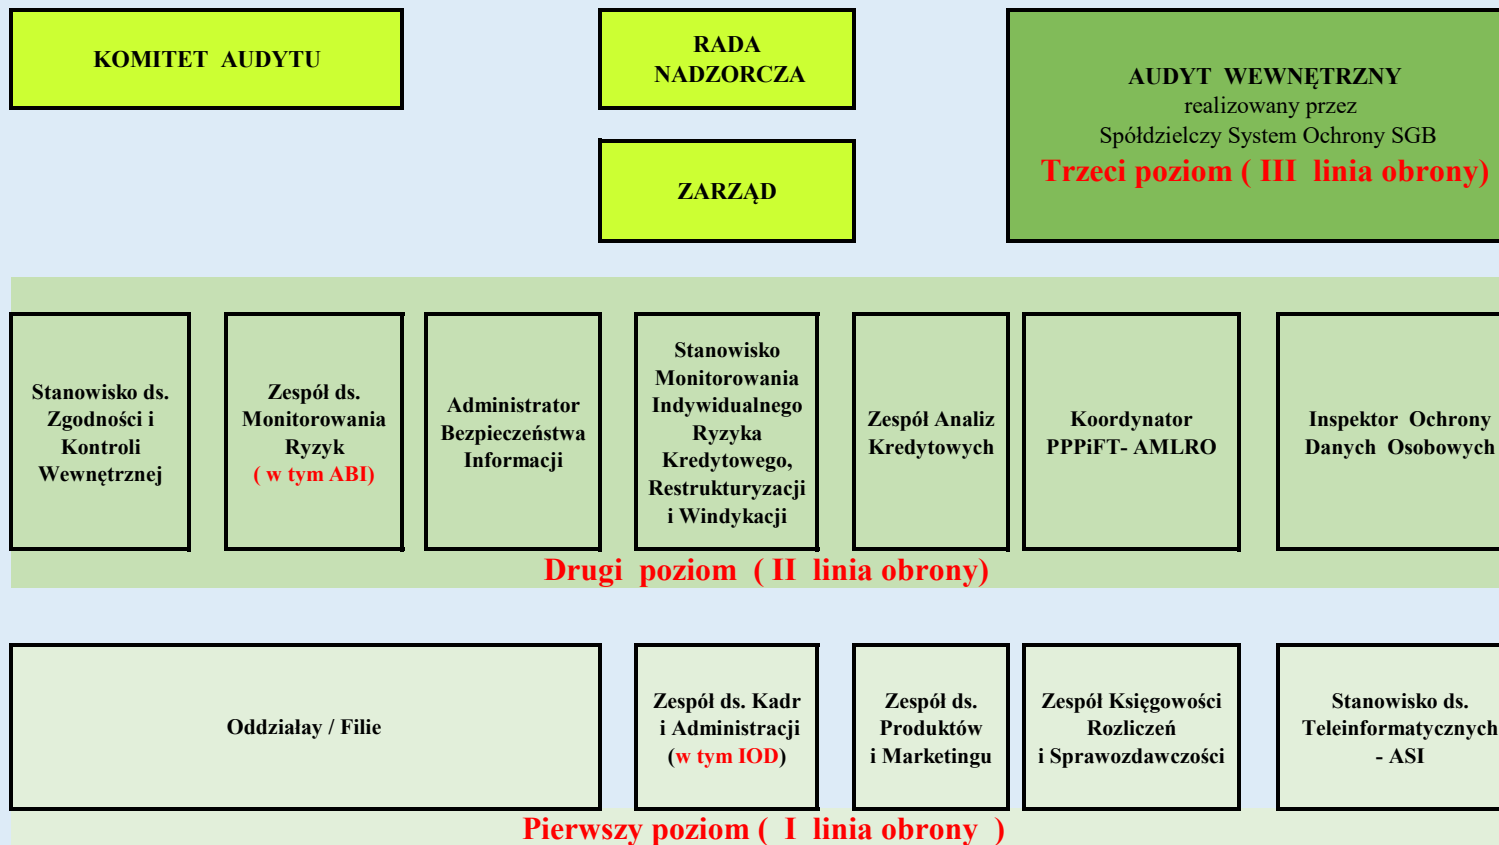 KOMITET AUDYTU
RADA
NADZORCZA
AUDYT WEWNĘTRZNY
realizowany przez
Spółdzielczy System Ochrony SGB
Trzeci poziom ( III linia obrony)
ZARZĄD
Stanowisko ds.
Zgodności i
Kontroli
Wewnętrznej
Zespół ds.
Monitorowania
Ryzyk
( w tym ABI)
Administrator
Bezpieczeństwa
Informacji
Stanowisko
Monitorowania
Indywidualnego
Ryzyka
Kredytowego,
Restrukturyzacji
i Windykacji
Zespół Analiz
Kredytowych
Koordynator
PPPiFT- AMLRO
Inspektor Ochrony
Danych Osobowych
Drugi poziom ( II linia obrony)
Oddziałay / Filie
Zespół ds. Kadr
i Administracji
(w tym IOD)
Zespół ds.
Produktów
i Marketingu
Zespół Księgowości
Rozliczeń
i Sprawozdawczości
Stanowisko ds.
Teleinformatycznych
- ASI
Pierwszy poziom ( I linia obrony )